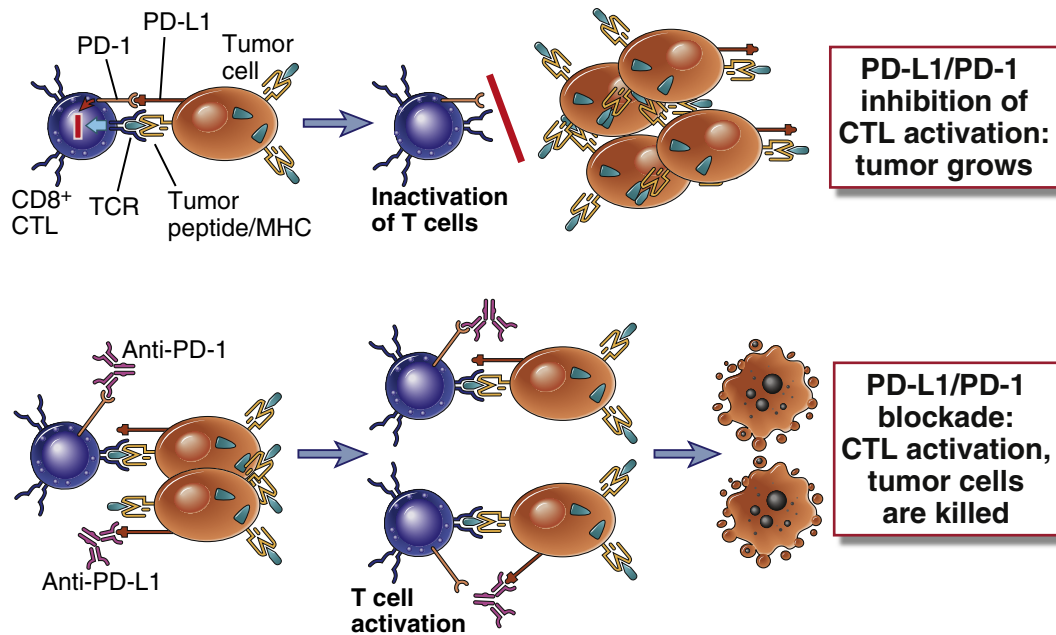 PD-L1
PD-1
Tumor
cell
CD8⁺
CTL
TCR
Tumor
peptide/MHC
Inactivation
of T cells
PD-L1/PD-1
inhibition of
CTL activation:
tumor grows
Anti-PD-1
Anti-PD-L1
T cell
activation
PD-L1/PD-1
blockade:
CTL activation,
tumor cells
are killed